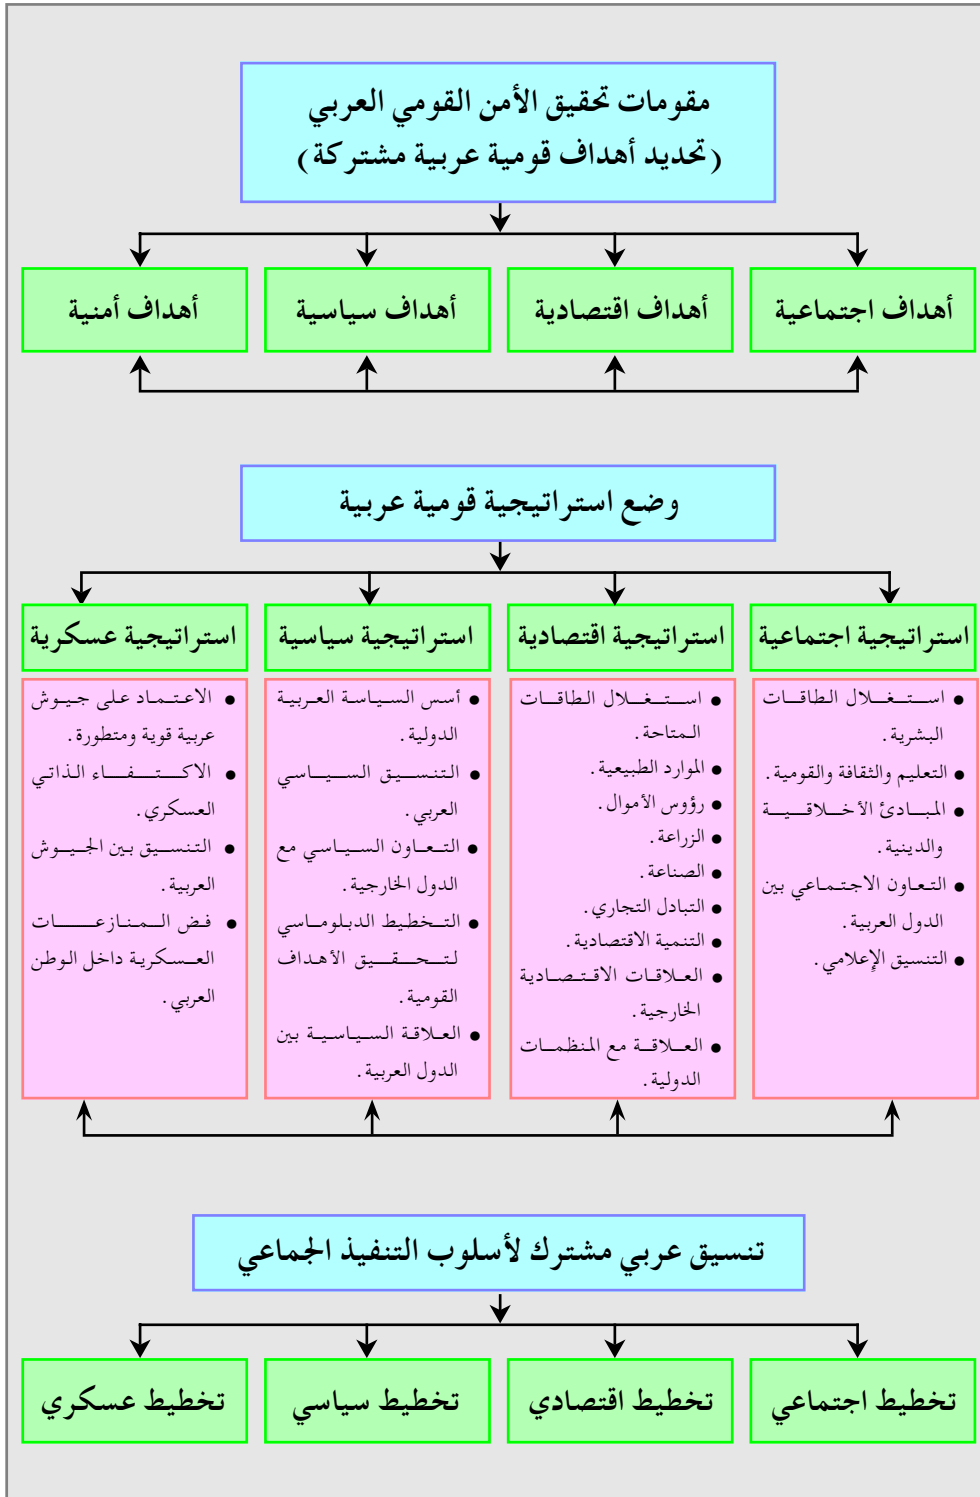 مقومات تحقيق الأمن القومي العربي
(تحديد أهداف قومية عربية مشتركة)
أهداف اجتماعية
أهداف اقتصادية
أهداف سياسية
أهداف أمنية
وضع استراتيجية قومية عربية
استراتيجية اجتماعية
استراتيجية اقتصادية
استراتيجية سياسية
استراتيجية عسكرية
● استغلال الطاقات
البشرية.
● التعليم والثقافة والقومية.
● المبادئ الأخلاقية
والدينية.
● التعاون الاجتماعي بين
الدول العربية.
● التنسيق الإعلامي.
● استغلال الطاقات
المتاحة.
● الموارد الطبيعية.
● رؤوس الأموال.
● الزراعة.
● الصناعة.
● التبادل التجاري.
● التنمية الاقتصادية.
● العلاقات الاقتصادية
الخارجية.
● العلاقة مع المنظمات
الدولية.
● أسس السياسة العربية
الدولية.
● التنسيق السياسي
العربي.
● التعاون السياسي مع
الدول الخارجية.
● التخطيط الدبلوماسي
لتحقيق الأهداف
القومية.
● العلاقة السياسية بين
الدول العربية.
● الاعتماد على جيوش
عربية قوية ومتطورة.
● الاكتفاء الذاتي
العسكري.
● التنسيق بين الجيوش
العربية.
● فض المنازعات
العسكرية داخل الوطن
العربي.
تنسيق عربي مشترك لأسلوب التنفيذ الجماعي
تخطيط اجتماعي
تخطيط اقتصادي
تخطيط سياسي
تخطيط عسكري